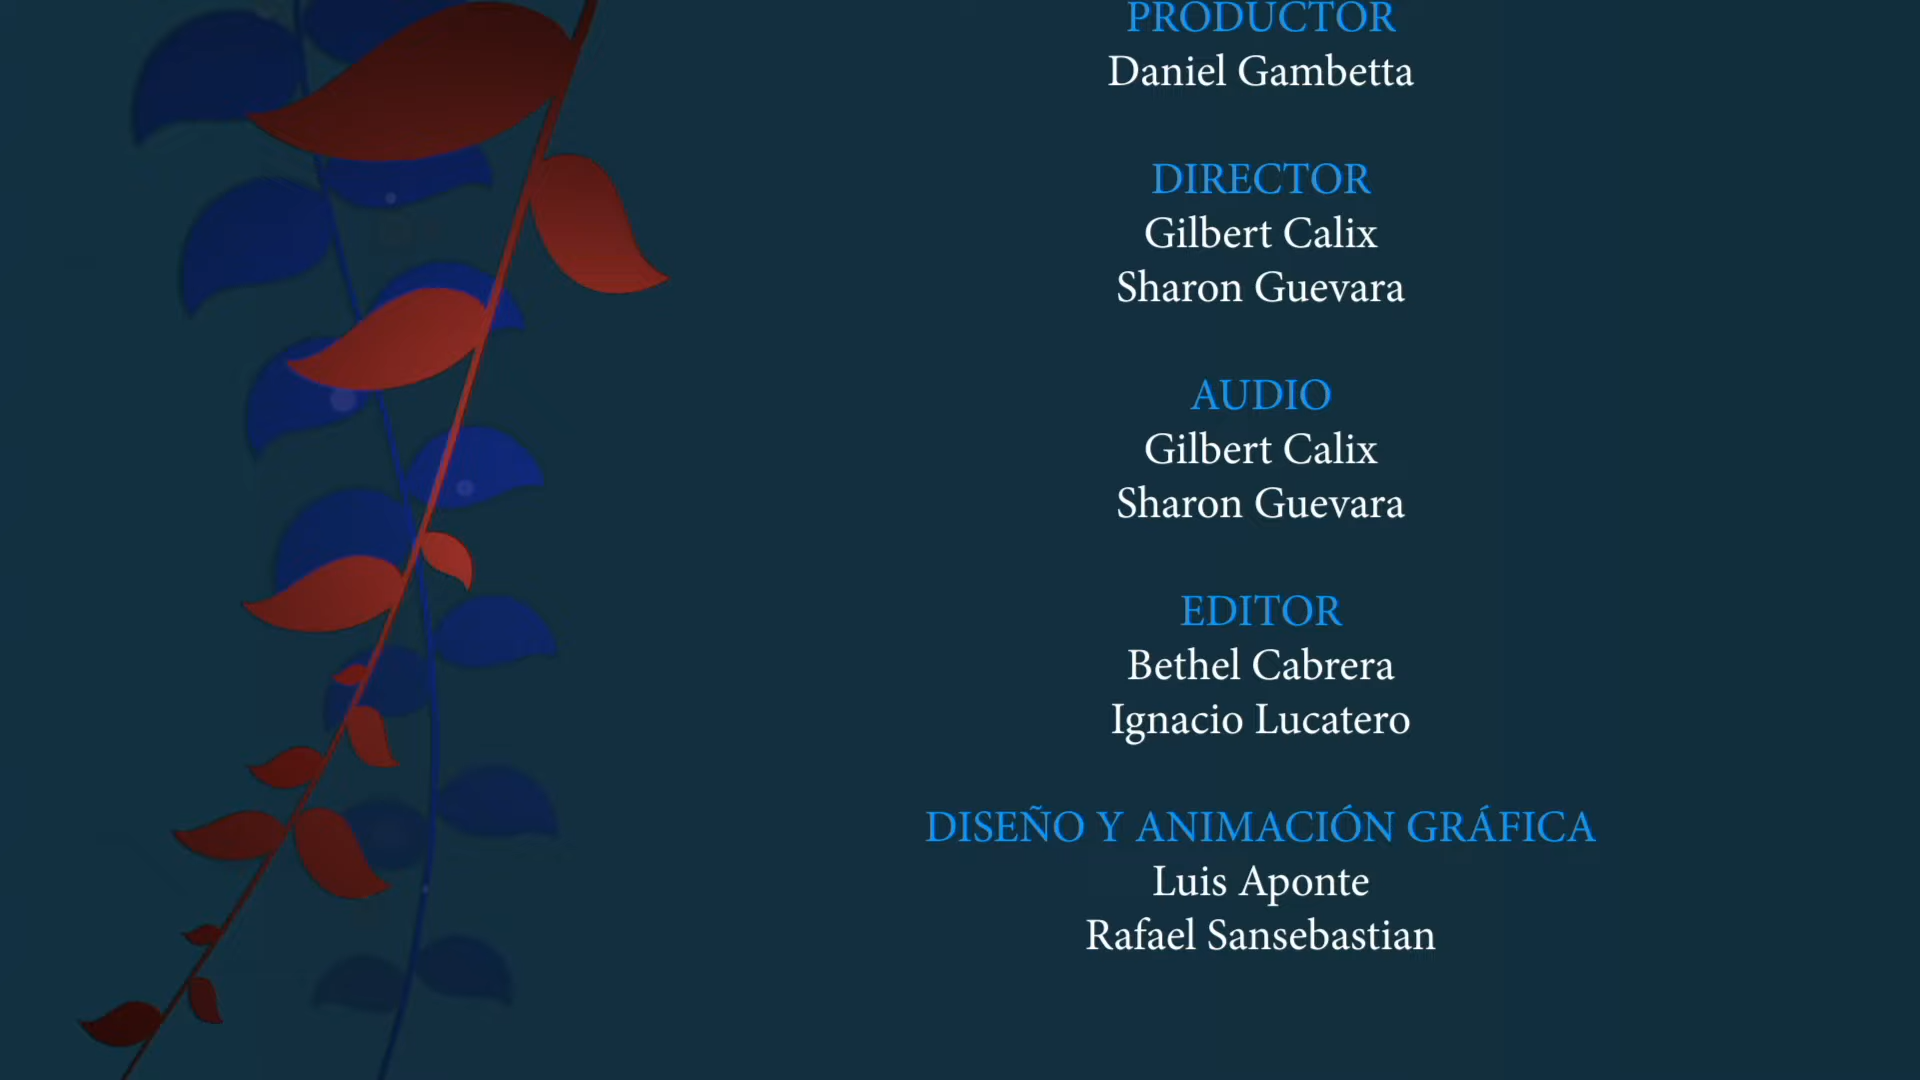 PRODUCTOR
Daniel Gambetta
DIRECTOR
Gilbert Calix
Sharon Guevara
AUDIO
Gilbert Calix
Sharon Guevara
EDITOR
Bethel Cabrera
Ignacio Lucatero
DISEÑO Y ANIMACIÓN GRÁFICA
Luis Aponte
Rafael Sansebastian